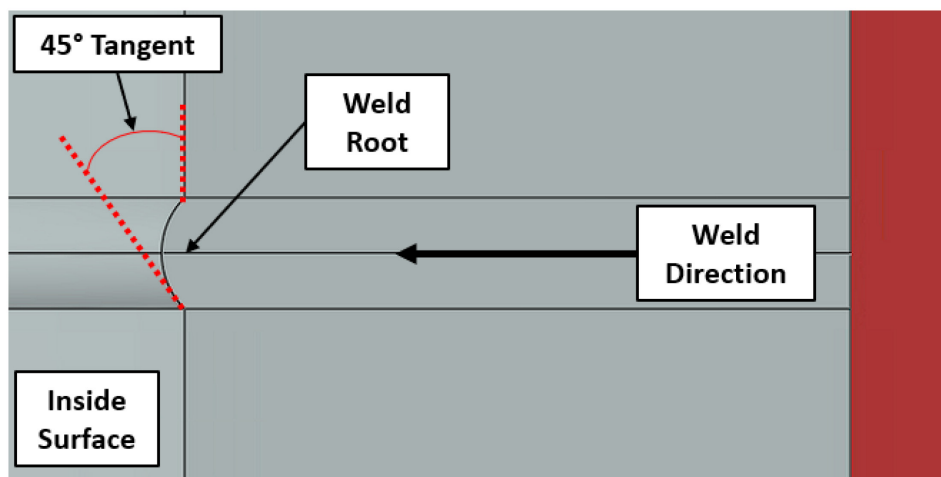 45° Tangent
Weld
Root
Weld
Direction
Inside
Surface